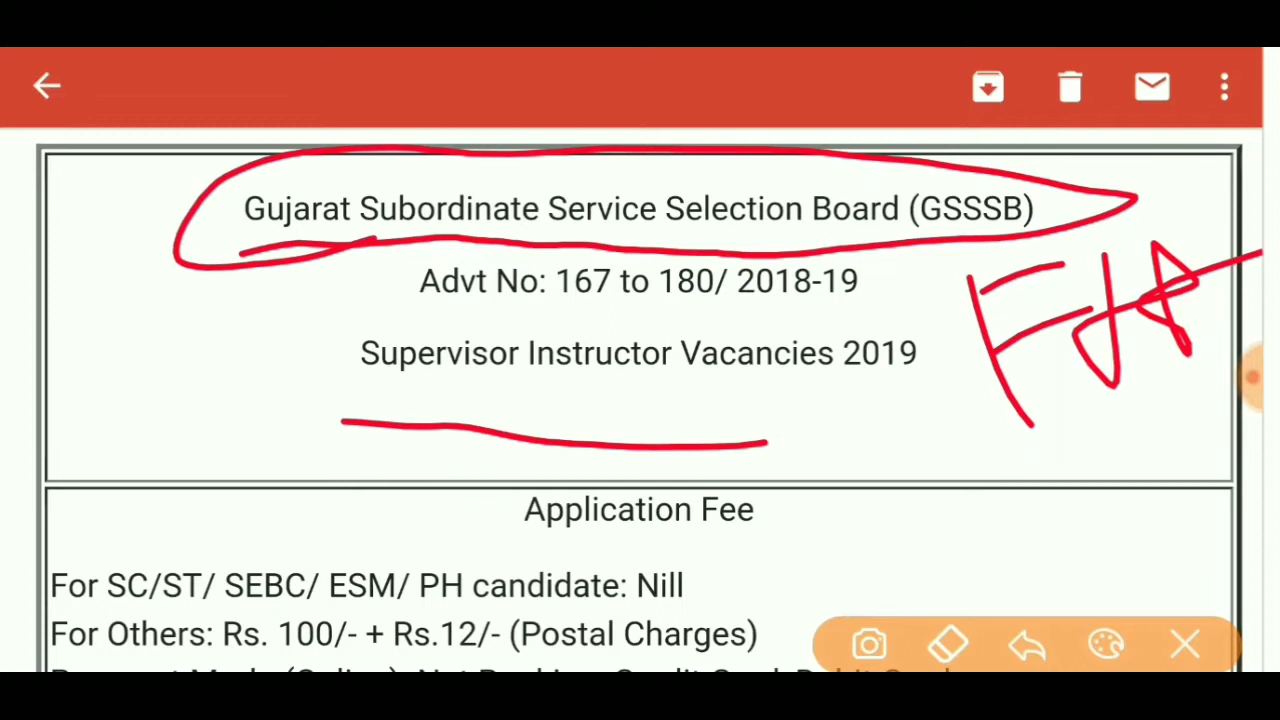 Gujarat Subordinate Service Selection Board (GSSSB)
Advt No: 167 to 180/ 2018-19
Supervisor Instructor Vacancies 2019
Application Fee
For SC/ST/ SEBC/ ESM/ PH candidate: Nill
For Others: Rs. 100/- + Rs.12/- (Postal Charges)